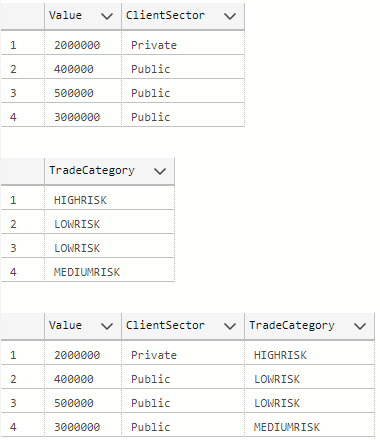 Value ClientSector
1 2000000 Private
2 400000 Public
3 500000 Public
4 3000000 Public
TradeCategory
1 HIGHRISK
2 LOWRISK
3 LOWRISK
4 MEDIUMRISK
Value ClientSector TradeCategory
1 2000000 Private HIGHRISK
2 400000 Public LOWRISK
3 500000 Public LOWRISK
4 3000000 Public MEDIUMRISK